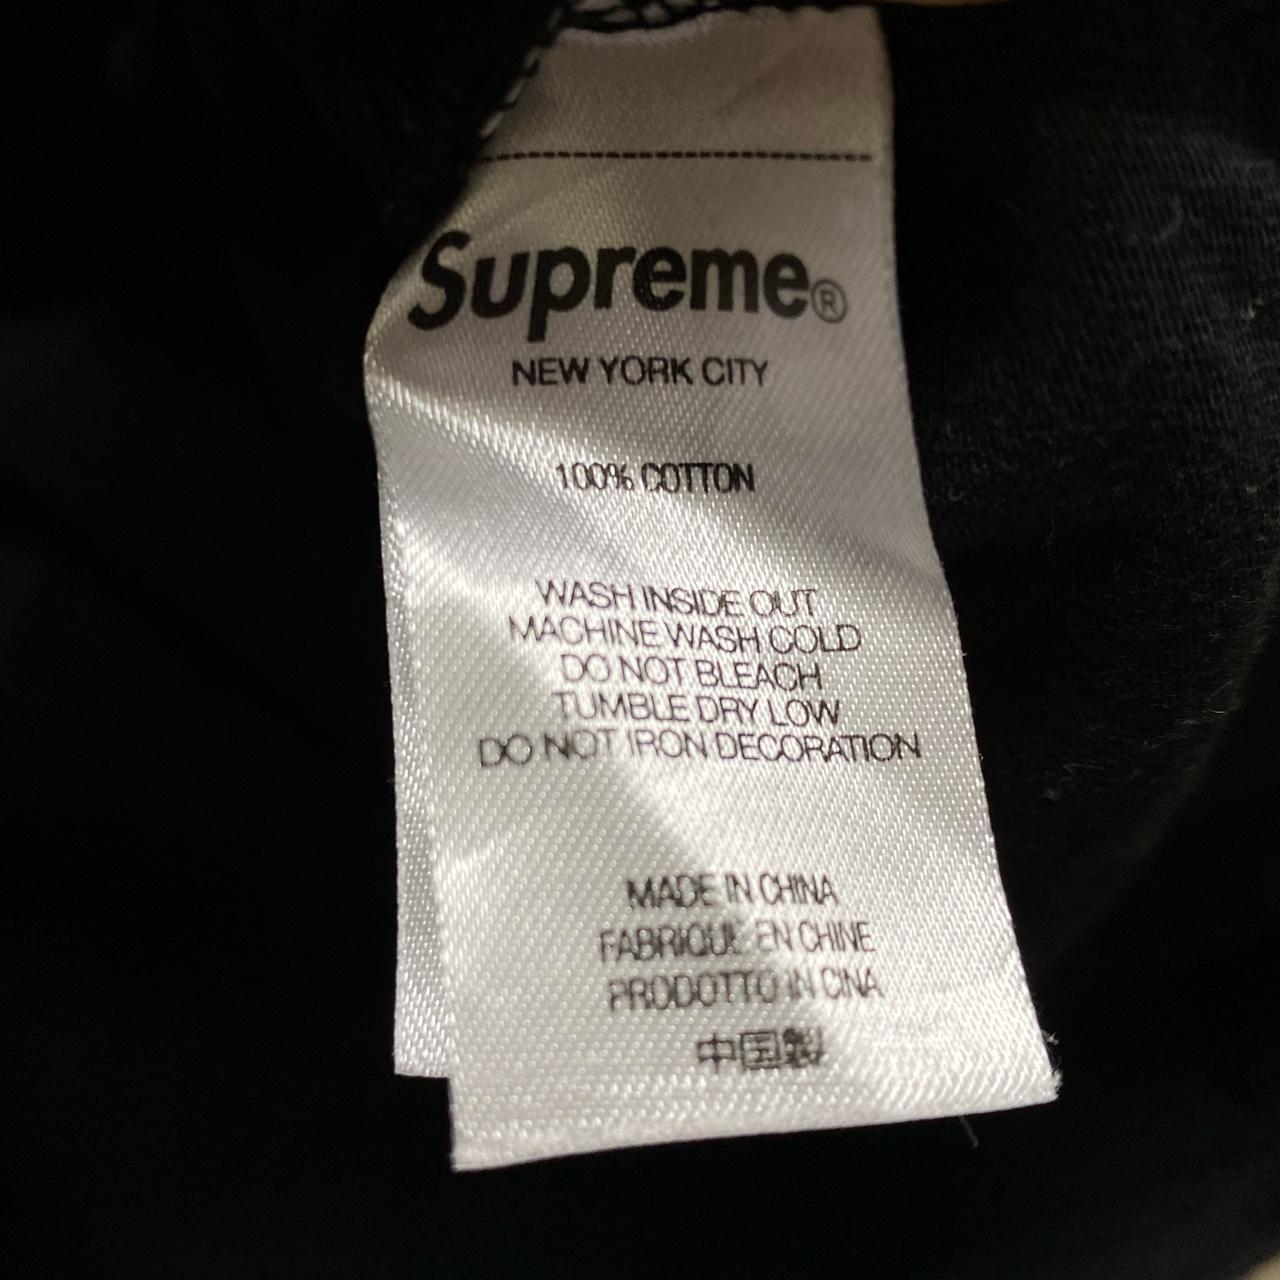 Supreme®
NEW YORK CITY
100% COTTON
WASH INSIDE OUT
MACHINE WASH COLD
DO NOT BLEACH
TUMBLE DRY LOW
DO NOT IRON DECORATION
MADE IN CHINA
FABRIQUE EN CHINE
PRODOTTO IN CINA
中国製